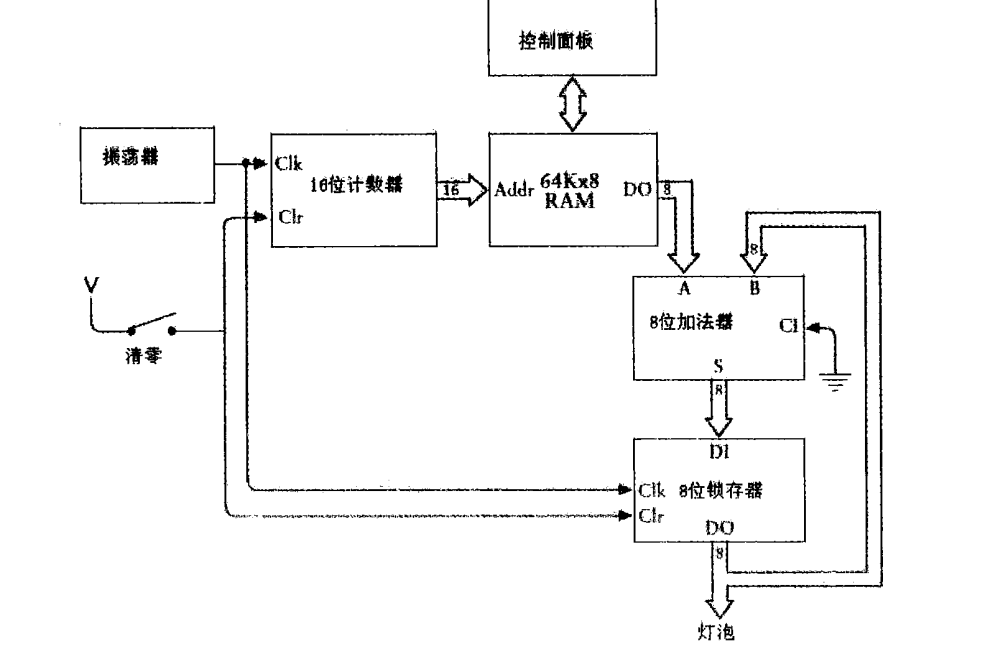 控制面板
振荡器
Clk
16位计数器
Clr
16
Addr
64Kx8
RAM
DO
8
8
V
清零
A
B
8位加法器
CI
S
8
DI
Clk
8位锁存器
Clr
DO
8
灯泡